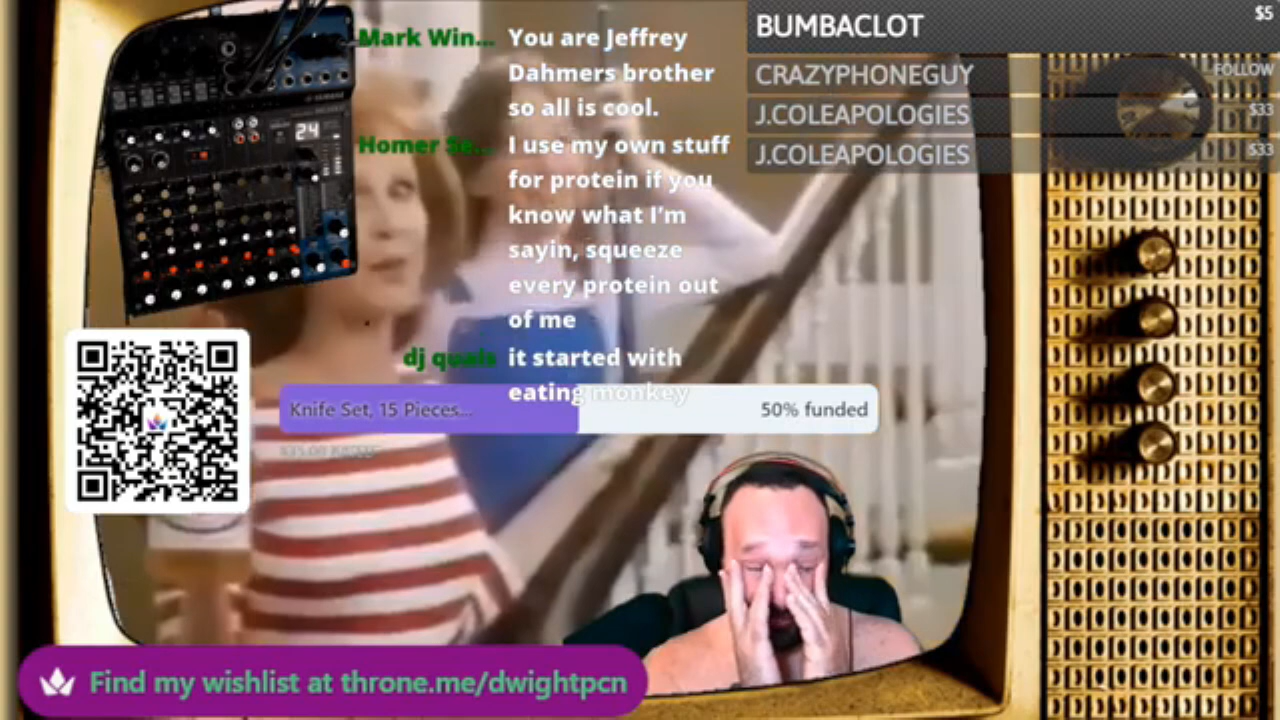 Mark Win... You are Jeffrey
Dahmers brother
so all is cool.
Homer Se... I use my own stuff
for protein if you
know what I'm
sayin, squeeze
every protein out
of me
dj quals it started with
eating monkey
BUMBACLOT $5
CRAZYPHONEGUY FOLLOW
J.COLEAPOLOGIES $33
J.COLEAPOLOGIES $33
24
Knife Set, 15 Pieces... 50% funded
Find my wishlist at throne.me/dwightpcn